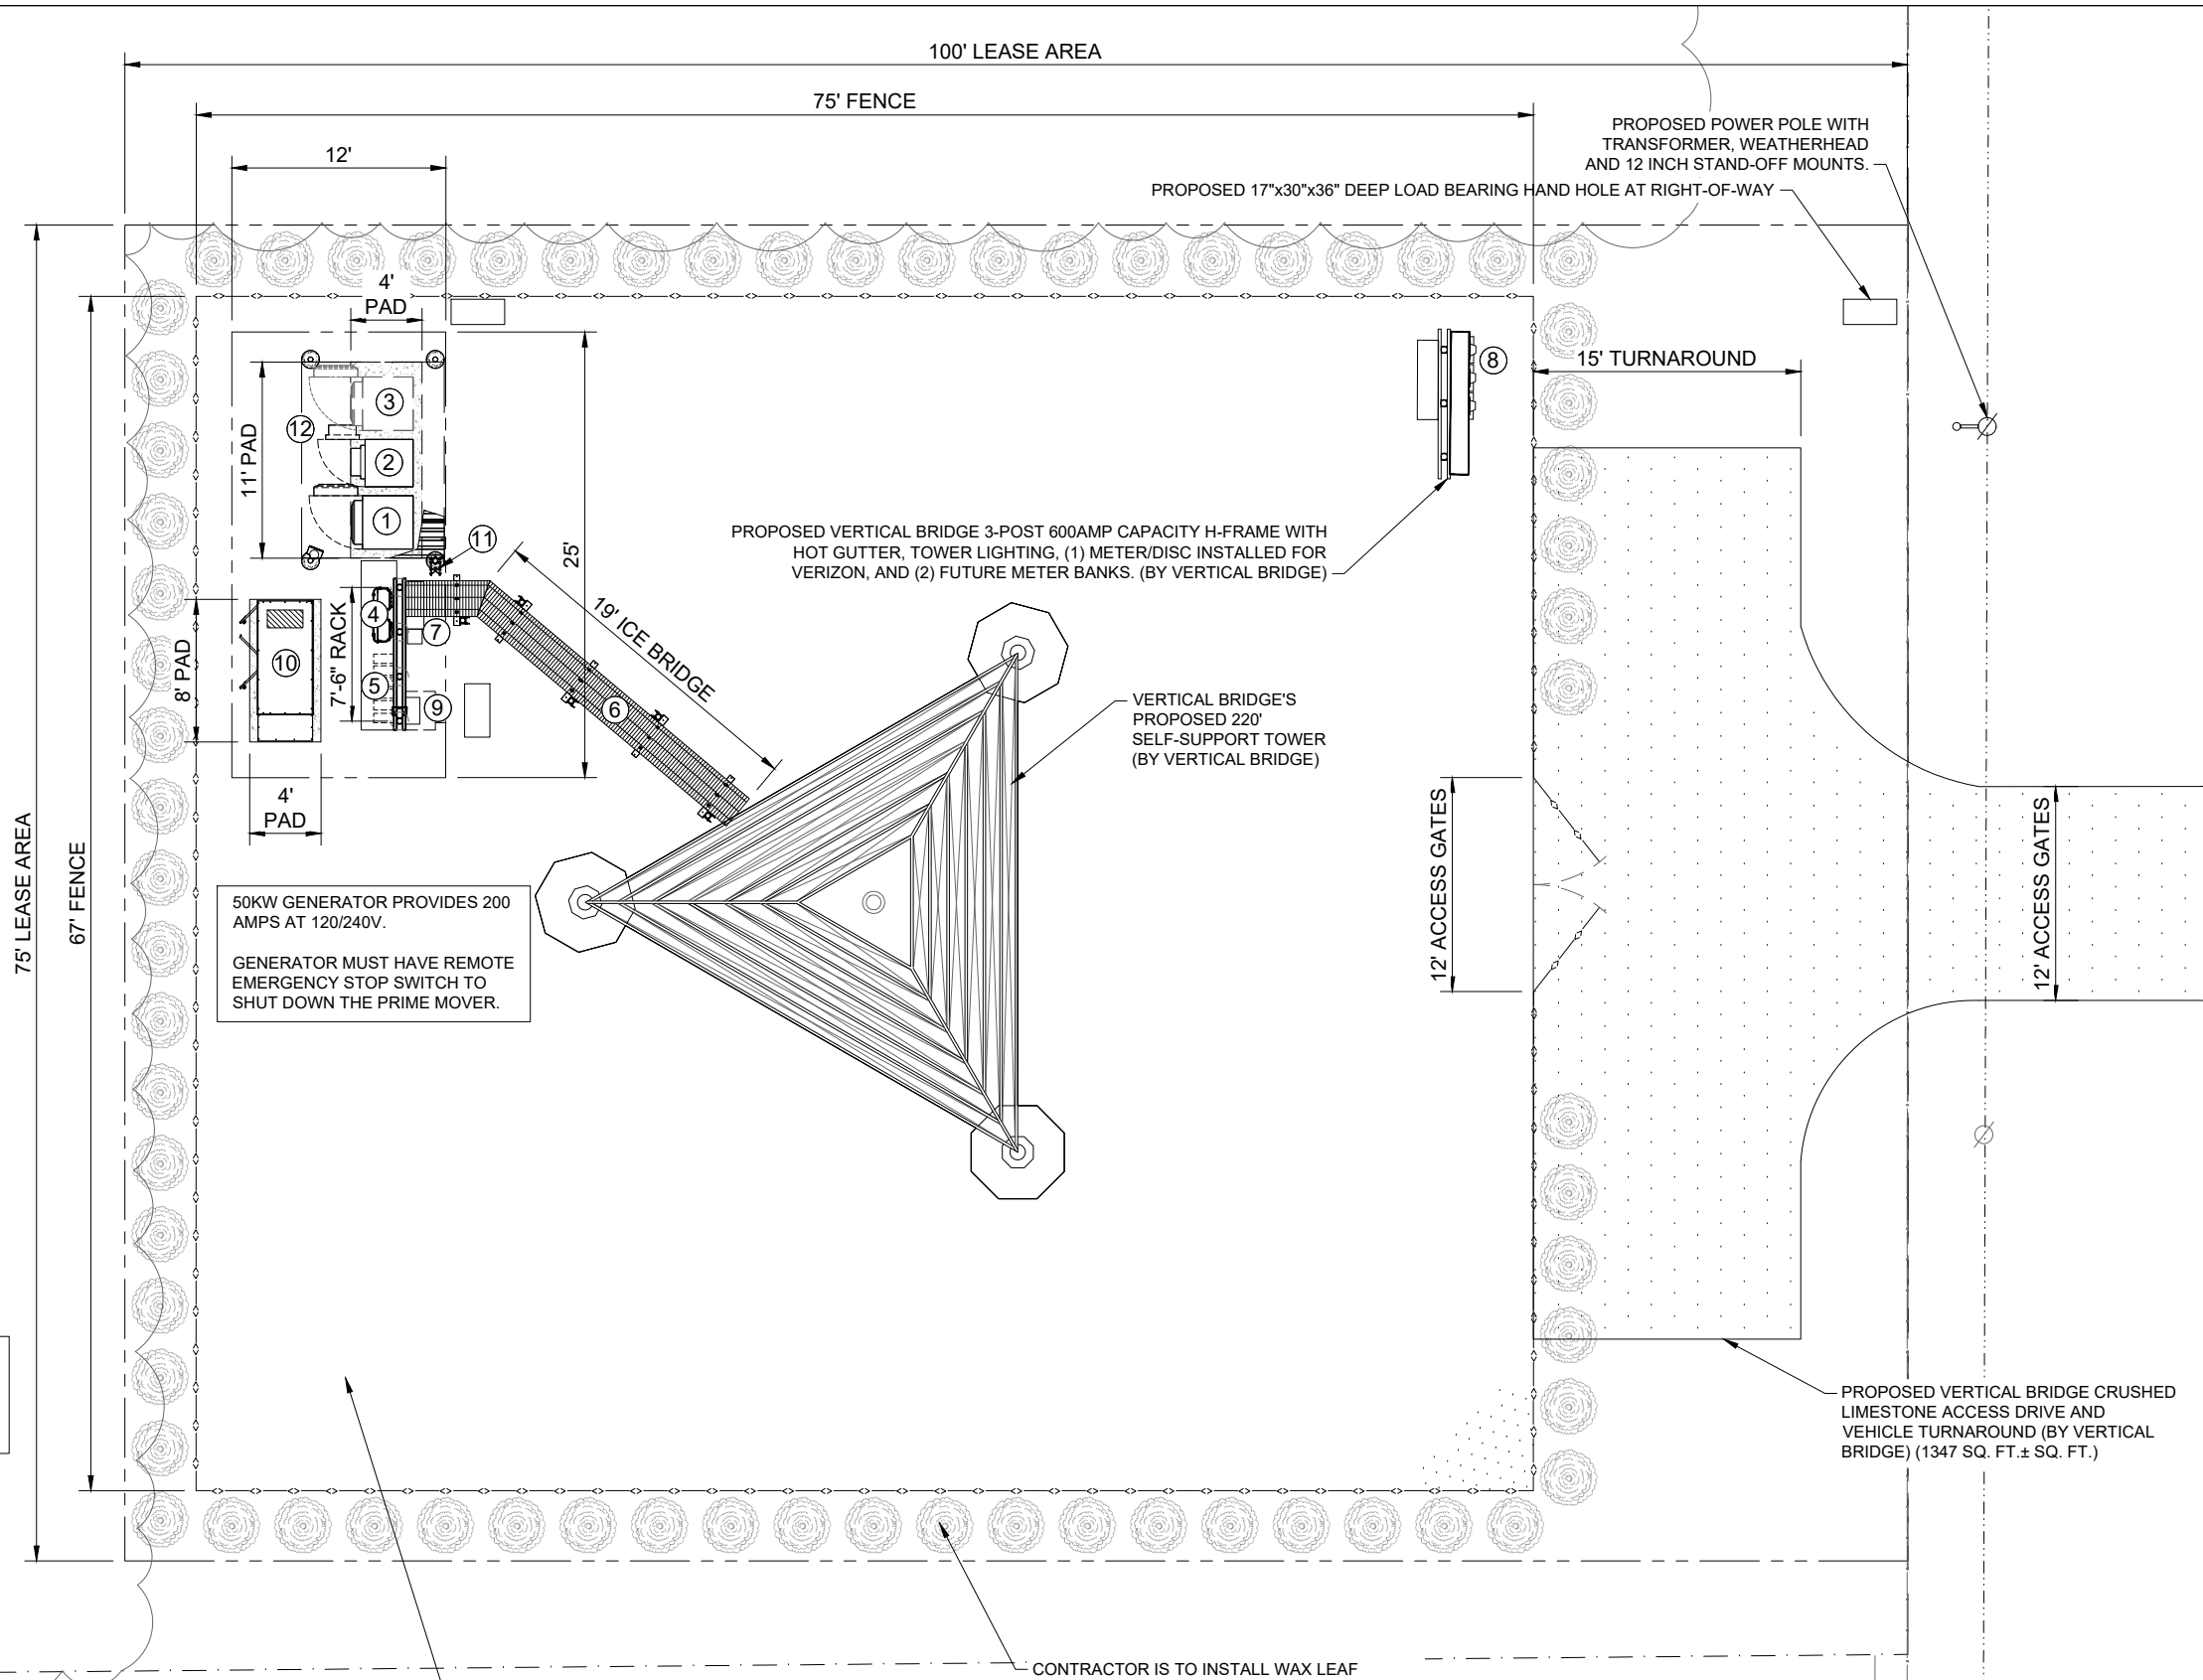 100' LEASE AREA
75' FENCE
12'
PROPOSED POWER POLE WITH
TRANSFORMER, WEATHERHEAD
AND 12 INCH STAND-OFF MOUNTS.
PROPOSED 17"x30"x36" DEEP LOAD BEARING HAND HOLE AT RIGHT-OF-WAY
4'
PAD
15' TURNAROUND
8
3
12
2
11' PAD
1
11
25'
PROPOSED VERTICAL BRIDGE 3-POST 600AMP CAPACITY H-FRAME WITH
HOT GUTTER, TOWER LIGHTING, (1) METER/DISC INSTALLED FOR
VERIZON, AND (2) FUTURE METER BANKS. (BY VERTICAL BRIDGE)
19' ICE BRIDGE
4
7
7'-6" RACK
10
8' PAD
5
9
6
VERTICAL BRIDGE'S
PROPOSED 220'
SELF-SUPPORT TOWER
(BY VERTICAL BRIDGE)
4'
PAD
75' LEASE AREA
67' FENCE
12' ACCESS GATES
12' ACCESS GATES
50KW GENERATOR PROVIDES 200
AMPS AT 120/240V.
GENERATOR MUST HAVE REMOTE
EMERGENCY STOP SWITCH TO
SHUT DOWN THE PRIME MOVER.
PROPOSED VERTICAL BRIDGE CRUSHED
LIMESTONE ACCESS DRIVE AND
VEHICLE TURNAROUND (BY VERTICAL
BRIDGE) (1347 SQ. FT.± SQ. FT.)
CONTRACTOR IS TO INSTALL WAX LEAF